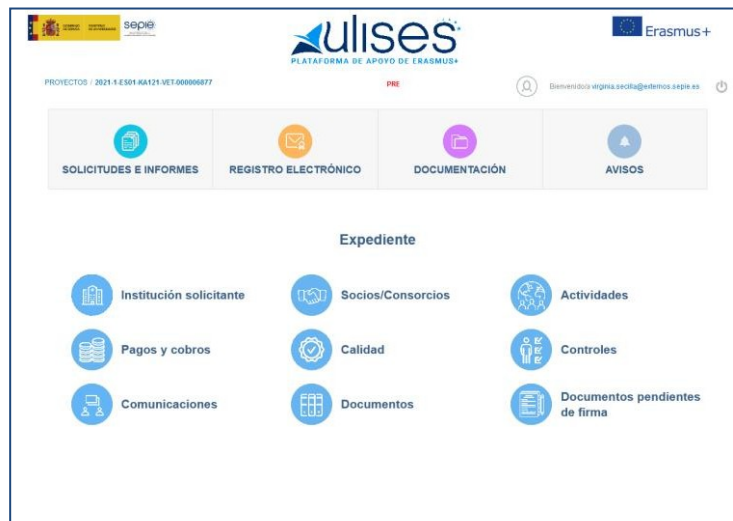 sepie
ulises
PLATAFORMA DE APOYO DE ERASMUS+
Erasmus+
PROYECTOS / 2021-1-ES01-KA121-VET-000006877
PRE
Bienvenido/a virginia.secilla@externos.sepie.es
SOLICITUDES E INFORMES
REGISTRO ELECTRÓNICO
DOCUMENTACIÓN
AVISOS
Expediente
Institución solicitante
Socios/Consorcios
Actividades
Pagos y cobros
Calidad
Controles
Comunicaciones
Documentos
Documentos pendientes
de firma